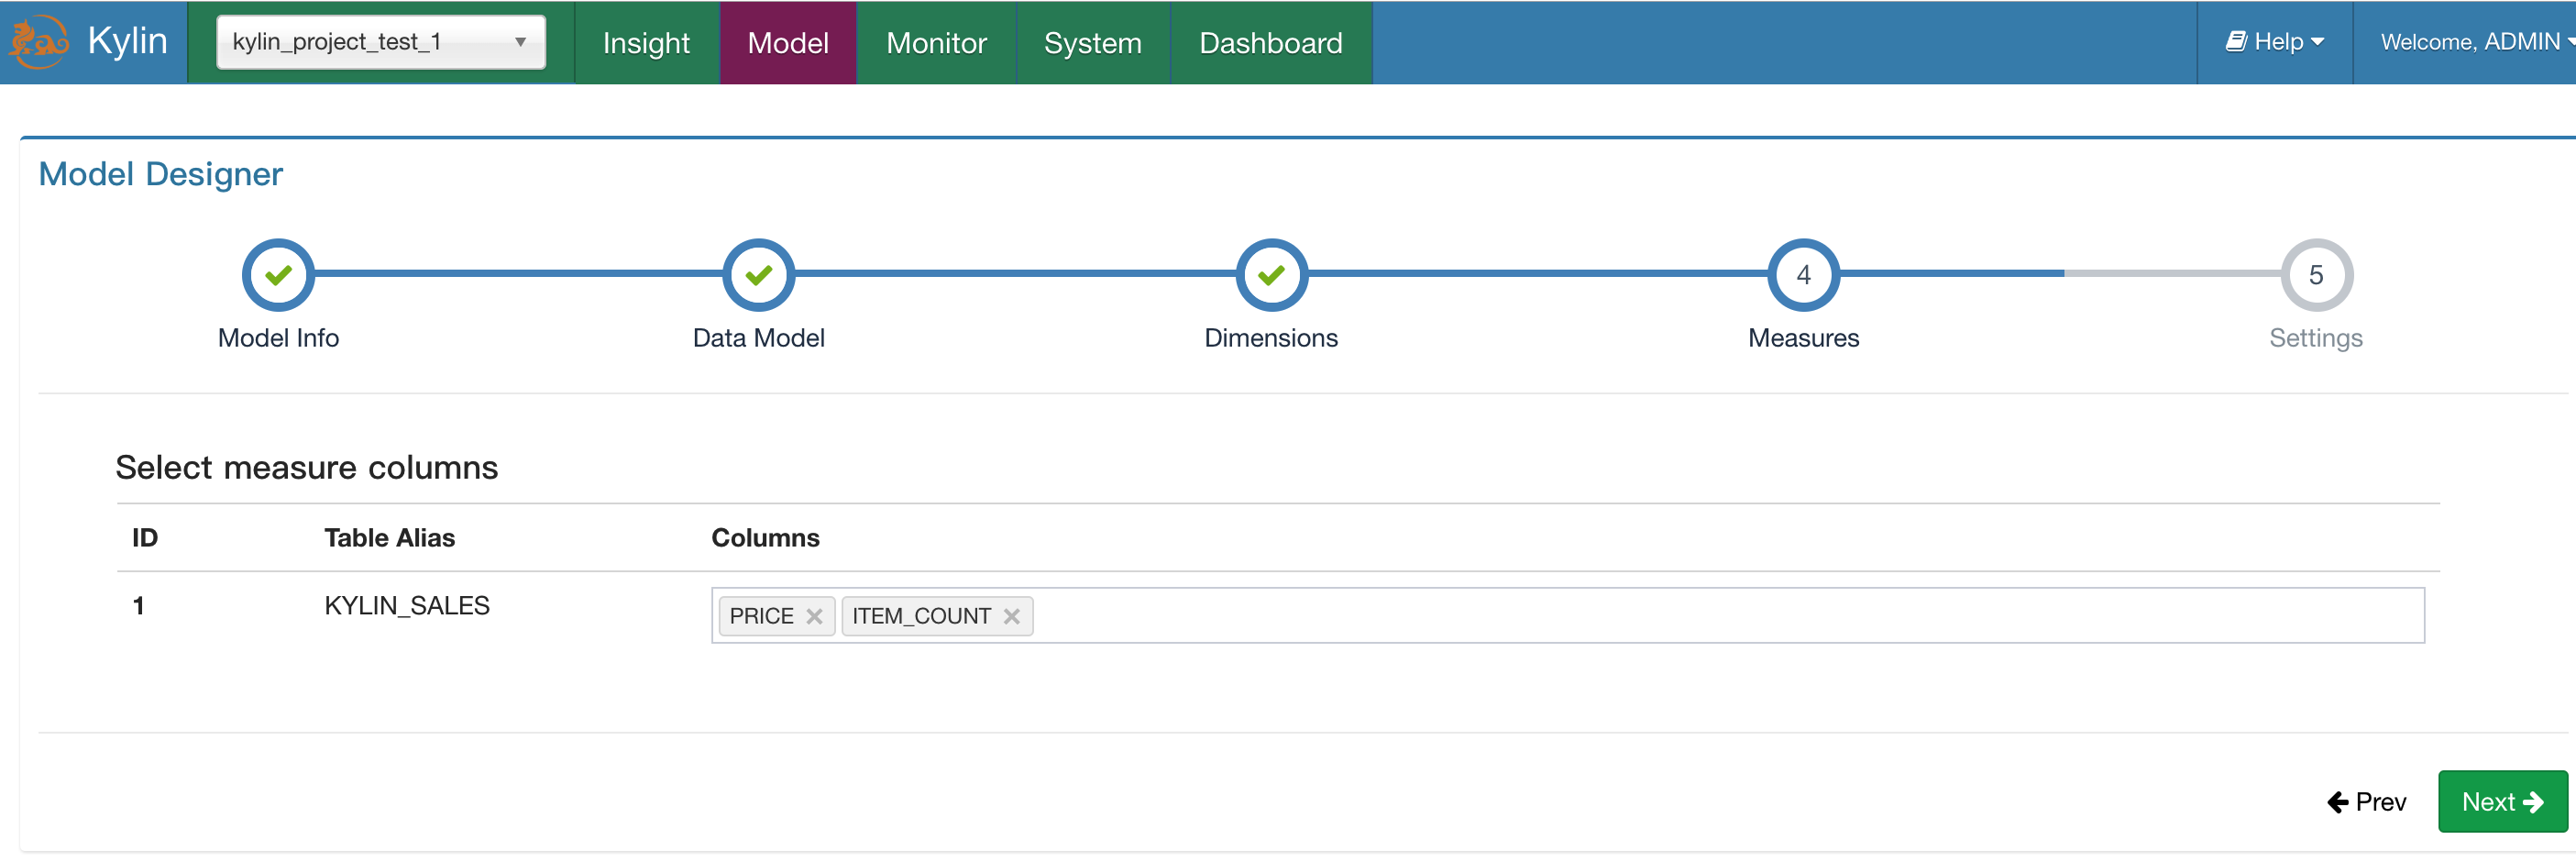 Kylin kylin_project_test_1 Insight Model Monitor System Dashboard Help Welcome, ADMIN
Model Designer
4 5
Model Info Data Model Dimensions Measures Settings
Select measure columns
ID Table Alias Columns
1 KYLIN_SALES PRICE ITEM_COUNT
Prev Next